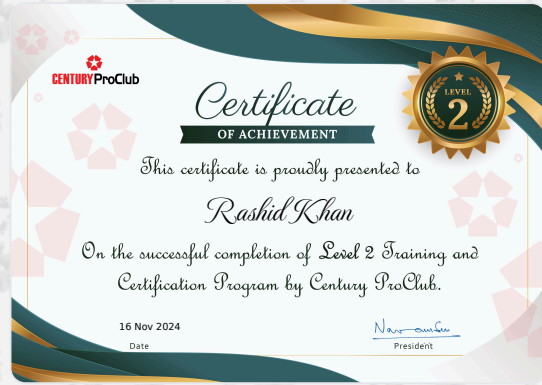 CENTURY ProClub
LEVEL
2
Certificate
OF ACHIEVEMENT
This certificate is proudly presented to
Rashid Khan
On the successful completion of Level 2 Training and
Certification Program by Century ProClub.
16 Nov 2024
Date
President